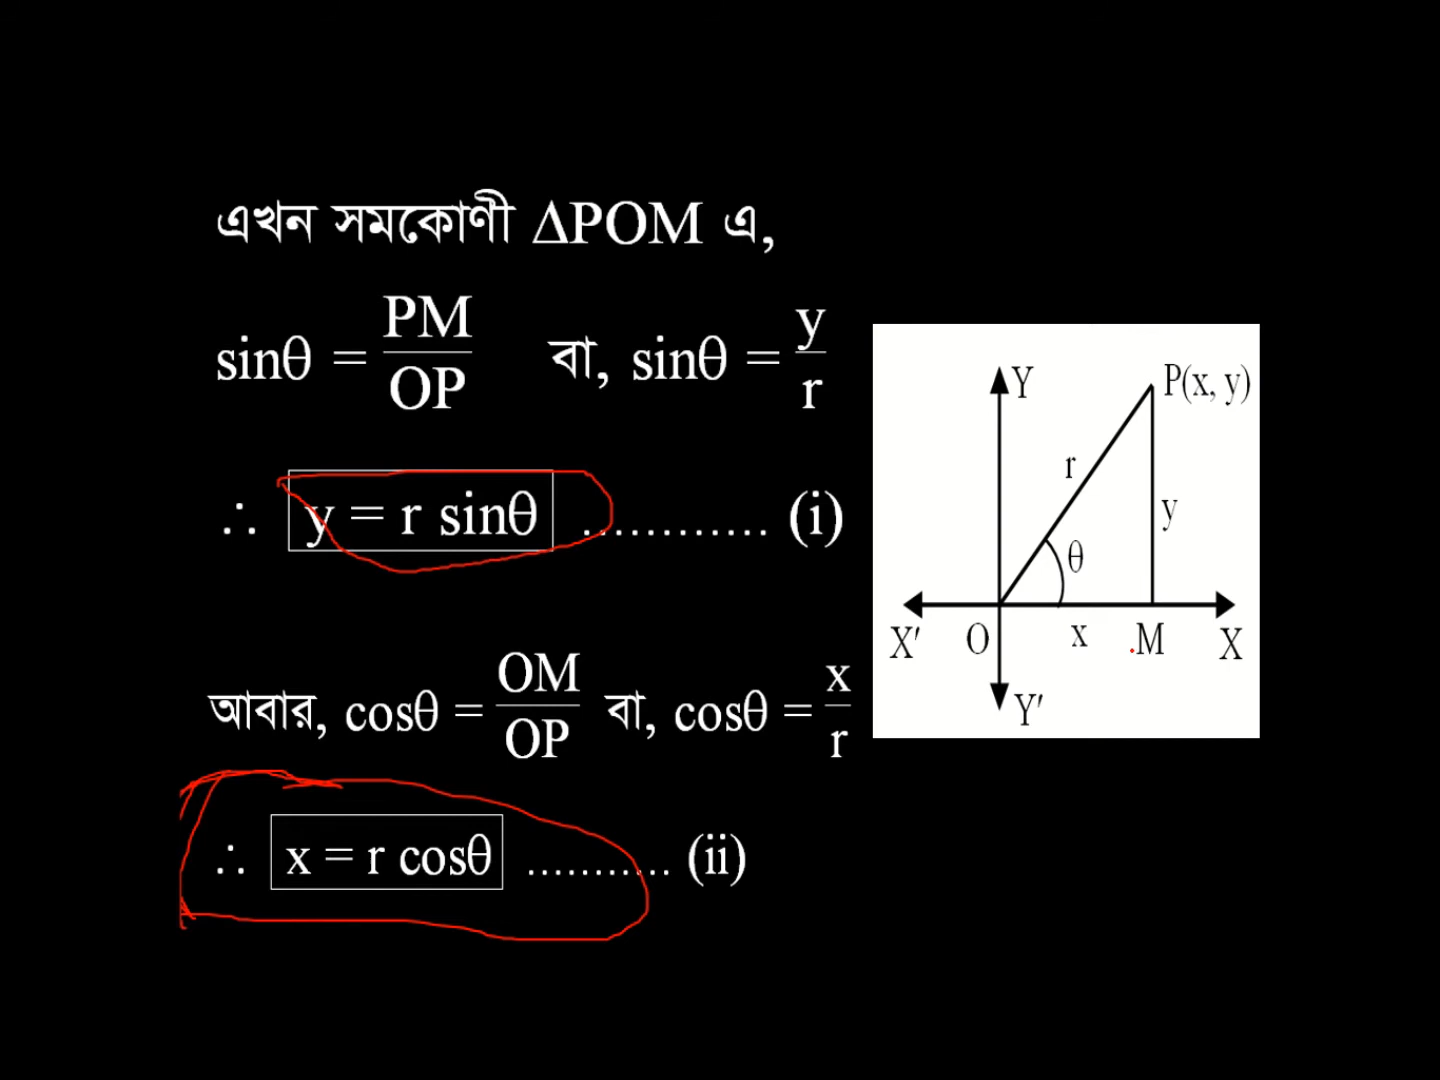 এখন সমকোণী ΔPOM এ,
sinθ = PM/OP বা, sinθ = y/r
∴ y = r sinθ ............ (i)
আবার, cosθ = OM/OP বা, cosθ = x/r
∴ x = r cosθ ........... (ii)
Y
P(x, y)
r
y
θ
X′ O x M X
Y′